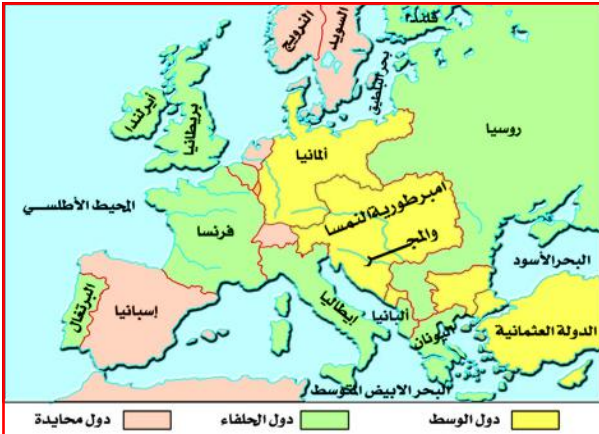 النرويج
السويد
فنلندا
بحر البلطيق
أيرلندا
بريطانيا
روسيا
ألمانيا
امبرطورية النمسا
والمجر
المحيط الأطلسي
فرنسا
البحر الأسود
البرتغال
إسبانيا
إيطاليا
ألبانيا
اليونان
الدولة العثمانية
البحر الابيض المتوسط
دول الوسط
دول الحلفاء
دول محايدة